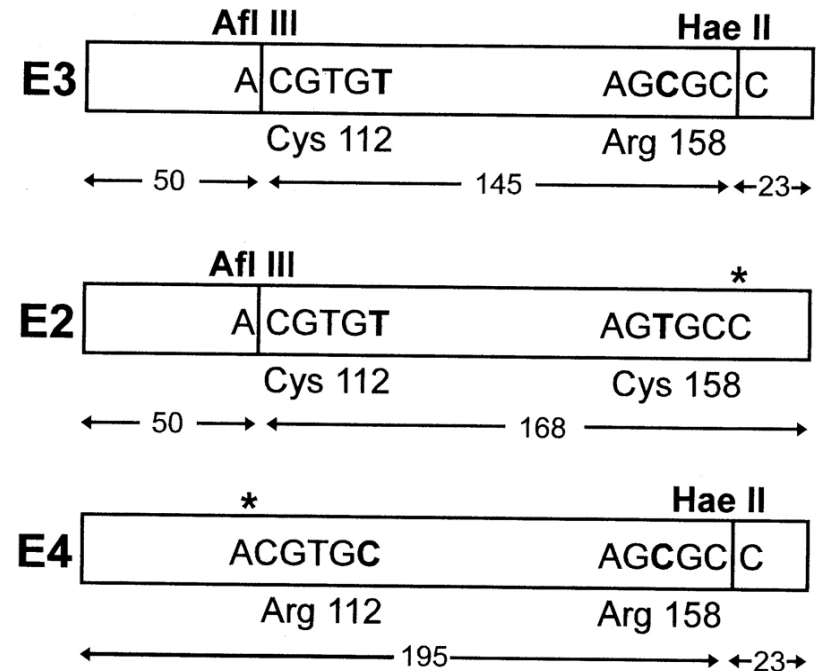 Afl III Hae II
E3 A CGTGT AGCGC C
Cys 112 Arg 158
50 145 23
Afl III *
E2 A CGTGT AGTGCC
Cys 112 Cys 158
50 168
* Hae II
E4 ACGTGC AGCGC C
Arg 112 Arg 158
195 23